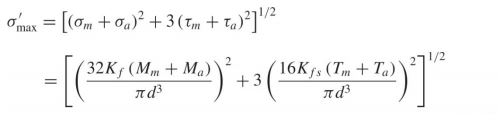 σ′max = [(σm + σa)² + 3 (τm + τa)²]^1/2
= [(32Kf (Mm + Ma) / πd³)² + 3 (16Kfs (Tm + Ta) / πd³)²]^1/2